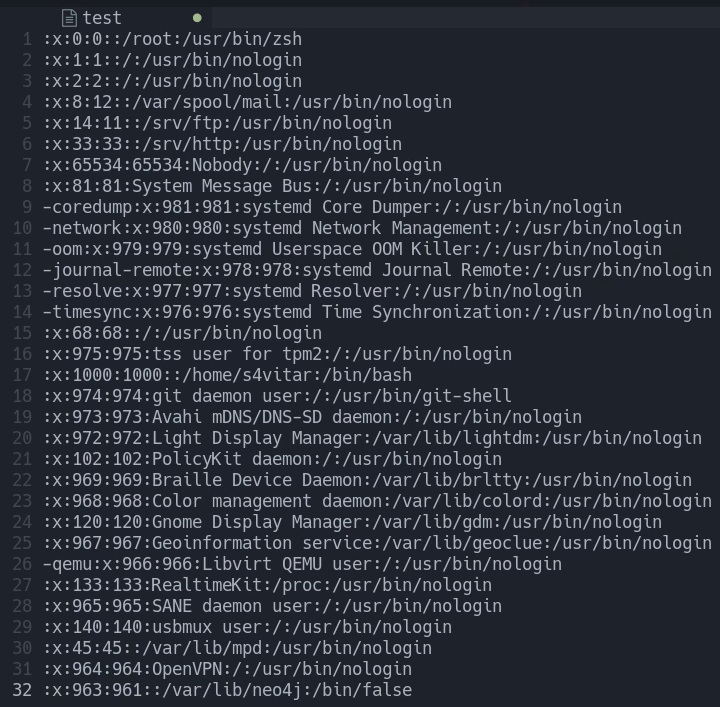 test
1 :x:0:0::/root:/usr/bin/zsh
2 :x:1:1::/:/usr/bin/nologin
3 :x:2:2::/:/usr/bin/nologin
4 :x:8:12::/var/spool/mail:/usr/bin/nologin
5 :x:14:11::/srv/ftp:/usr/bin/nologin
6 :x:33:33::/srv/http:/usr/bin/nologin
7 :x:65534:65534:Nobody:/:/usr/bin/nologin
8 :x:81:81:System Message Bus:/:/usr/bin/nologin
9 -coredump:x:981:981:systemd Core Dumper:/:/usr/bin/nologin
10 -network:x:980:980:systemd Network Management:/:/usr/bin/nologin
11 -oom:x:979:979:systemd Userspace OOM Killer:/:/usr/bin/nologin
12 -journal-remote:x:978:978:systemd Journal Remote:/:/usr/bin/nologin
13 -resolve:x:977:977:systemd Resolver:/:/usr/bin/nologin
14 -timesync:x:976:976:systemd Time Synchronization:/:/usr/bin/nologin
15 :x:68:68::/:/usr/bin/nologin
16 :x:975:975:tss user for tpm2:/:/usr/bin/nologin
17 :x:1000:1000::/home/s4vitar:/bin/bash
18 :x:974:974:git daemon user:/:/usr/bin/git-shell
19 :x:973:973:Avahi mDNS/DNS-SD daemon:/:/usr/bin/nologin
20 :x:972:972:Light Display Manager:/var/lib/lightdm:/usr/bin/nologin
21 :x:102:102:PolicyKit daemon:/:/usr/bin/nologin
22 :x:969:969:Braille Device Daemon:/var/lib/brltty:/usr/bin/nologin
23 :x:968:968:Color management daemon:/var/lib/colord:/usr/bin/nologin
24 :x:120:120:Gnome Display Manager:/var/lib/gdm:/usr/bin/nologin
25 :x:967:967:Geoinformation service:/var/lib/geoclue:/usr/bin/nologin
26 -qemu:x:966:966:Libvirt QEMU user:/:/usr/bin/nologin
27 :x:133:133:RealtimeKit:/proc:/usr/bin/nologin
28 :x:965:965:SANE daemon user:/:/usr/bin/nologin
29 :x:140:140:usbmux user:/:/usr/bin/nologin
30 :x:45:45::/var/lib/mpd:/usr/bin/nologin
31 :x:964:964:OpenVPN:/:/usr/bin/nologin
32 :x:963:961::/var/lib/neo4j:/bin/false